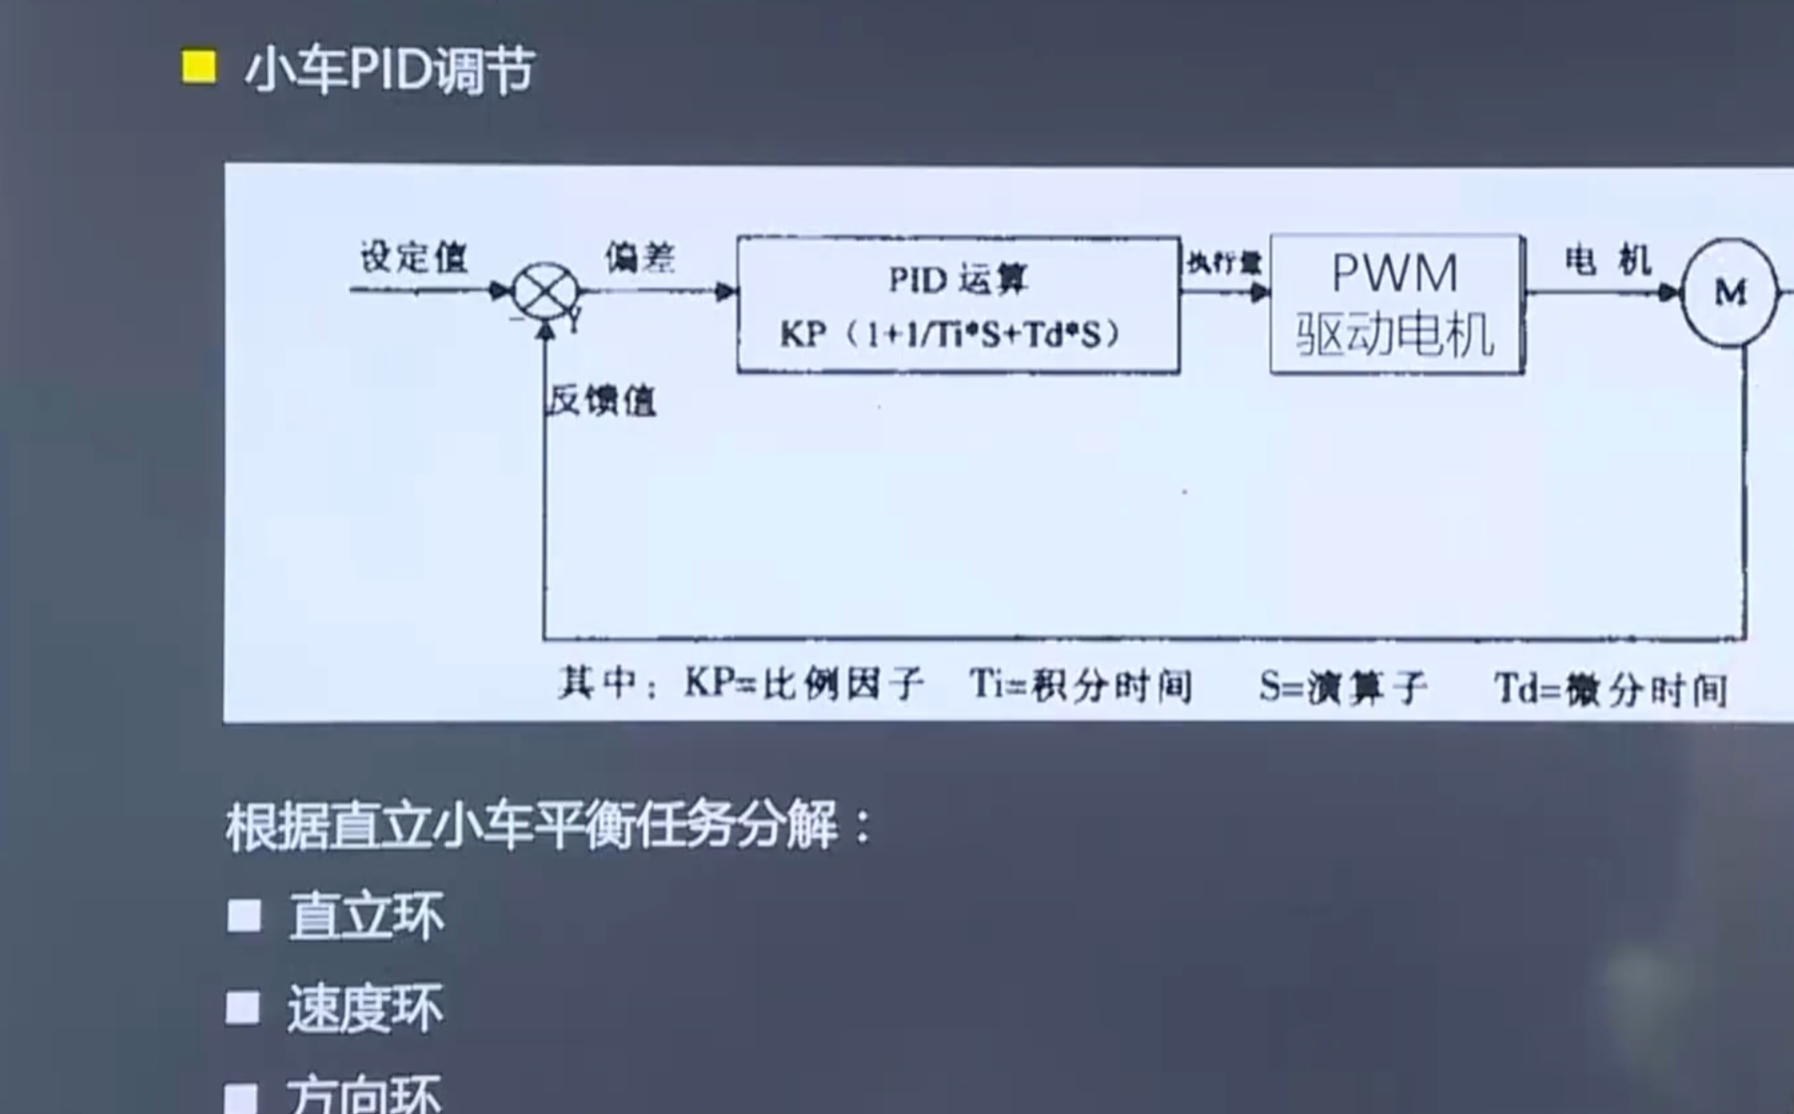 小车PID调节
设定值
偏差
PID 运算
KP（1+1/Ti*S+Td*S）
执行量
PWM
驱动电机
电 机
M
−
Y
反馈值
其中：KP=比例因子 Ti=积分时间 S=演算子 Td=微分时间
根据直立小车平衡任务分解：
直立环
速度环
方向环